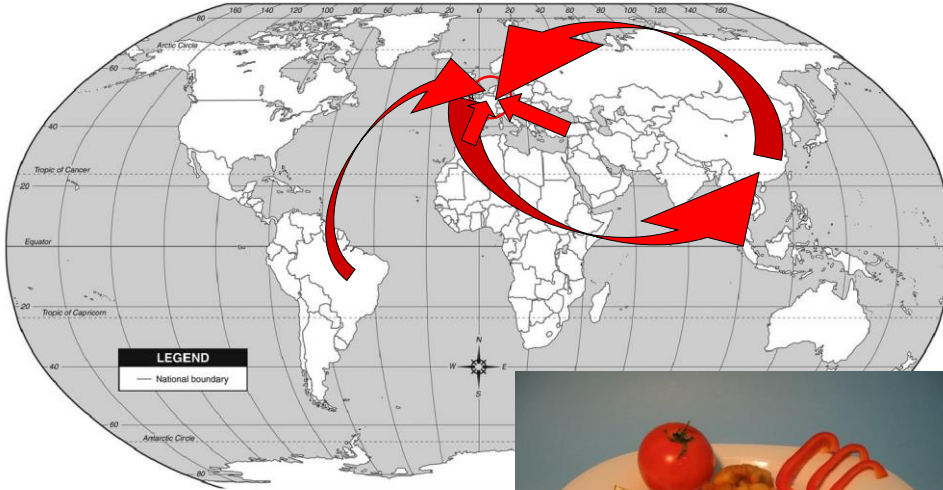 160 140 120 100 80 60 40 20 0 20 40 60 80 100 120 140 160
80
Arctic Circle
60
40
Tropic of Cancer
20
Equator
0
20
Tropic of Capricorn
LEGEND
National boundary
N
W E
S
40
60
Antarctic Circle
80